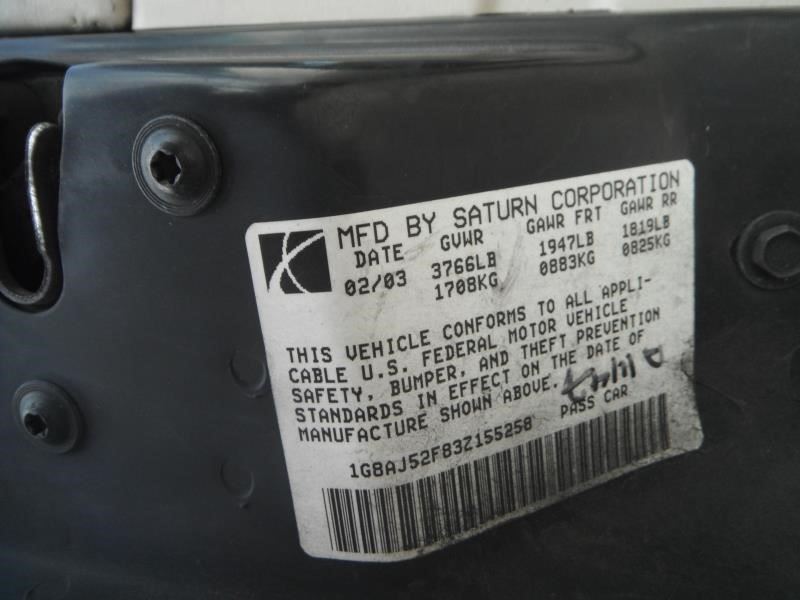 MFD BY SATURN CORPORATION
DATE GVWR GAWR FRT GAWR RR
02/03 3766LB 1947LB 1819LB
1708KG 0883KG 0825KG
THIS VEHICLE CONFORMS TO ALL APPLI-
CABLE U.S. FEDERAL MOTOR VEHICLE
SAFETY, BUMPER, AND THEFT PREVENTION
STANDARDS IN EFFECT ON THE DATE OF
MANUFACTURE SHOWN ABOVE.
1G8AJ52F83Z155258 PASS CAR